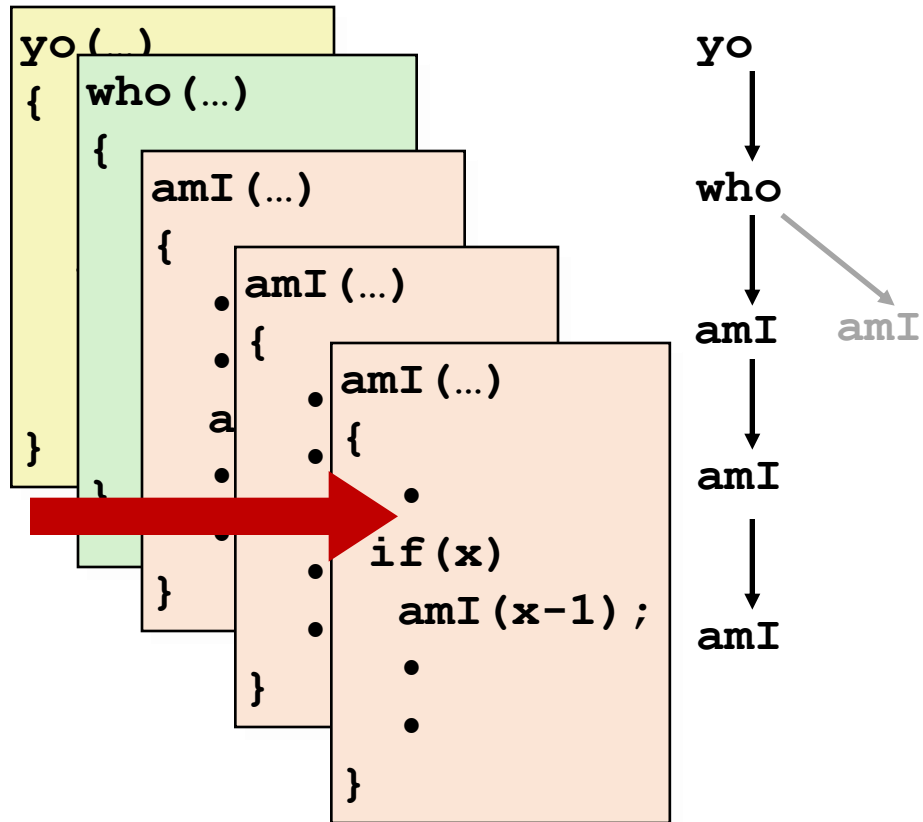 yo(…)
{
}
who(…)
{
}
amI(…)
{
•
•
a
•
•
}
amI(…)
{
•
•
•
•
}
amI(…)
{
•
if(x)
amI(x-1);
•
•
}
yo
who
amI amI
amI
amI